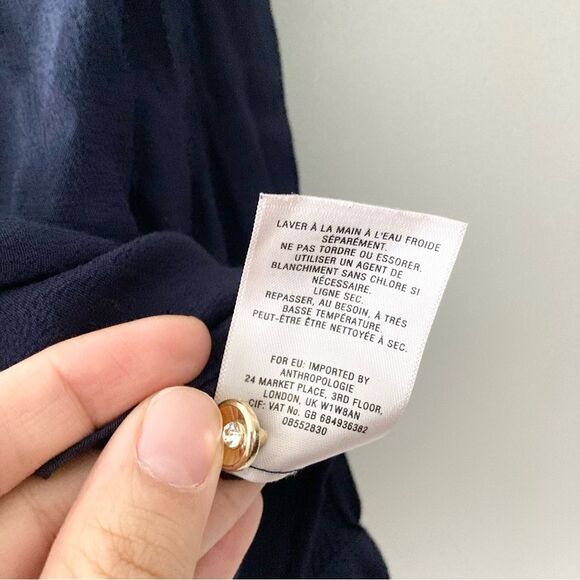 LAVER À LA MAIN À L'EAU FROIDE
SÉPARÉMENT.
NE PAS TORDRE OU ESSORER.
UTILISER UN AGENT DE
BLANCHIMENT SANS CHLORE SI
NÉCESSAIRE.
LIGNE SEC.
REPASSER, AU BESOIN, À TRÉS
BASSE TEMPÉRATURE.
PEUT-ÊTRE ÊTRE NETTOYÉE À SEC.
FOR EU: IMPORTED BY
ANTHROPOLOGIE
24 MARKET PLACE, 3RD FLOOR,
LONDON, UK W1W8AN
CIF: VAT No. GB 684936382
0B552830